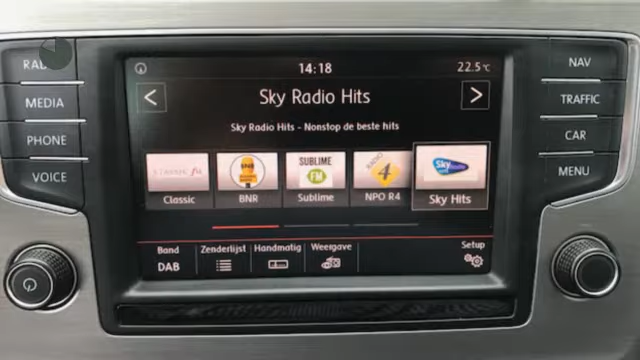 14:18
22.5°C
Sky Radio Hits
Sky Radio Hits - Nonstop de beste hits
BNR
SUBLIME
FM
RADIO
4
Sky
Classic
BNR
Sublime
NPO R4
Sky Hits
Band
DAB
Zenderlijst
Handmatig
Weergave
Setup
MEDIA
PHONE
VOICE
NAV
TRAFFIC
CAR
MENU